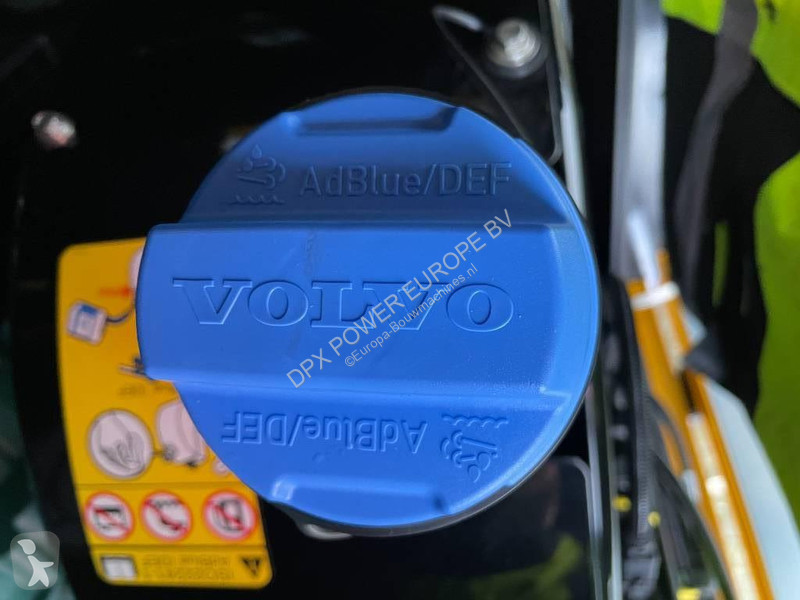 AdBlue/DEF
VOLVO
DPX POWER EUROPE BV
©Europa-Bouwmachines.nl
AdBlue/DEF